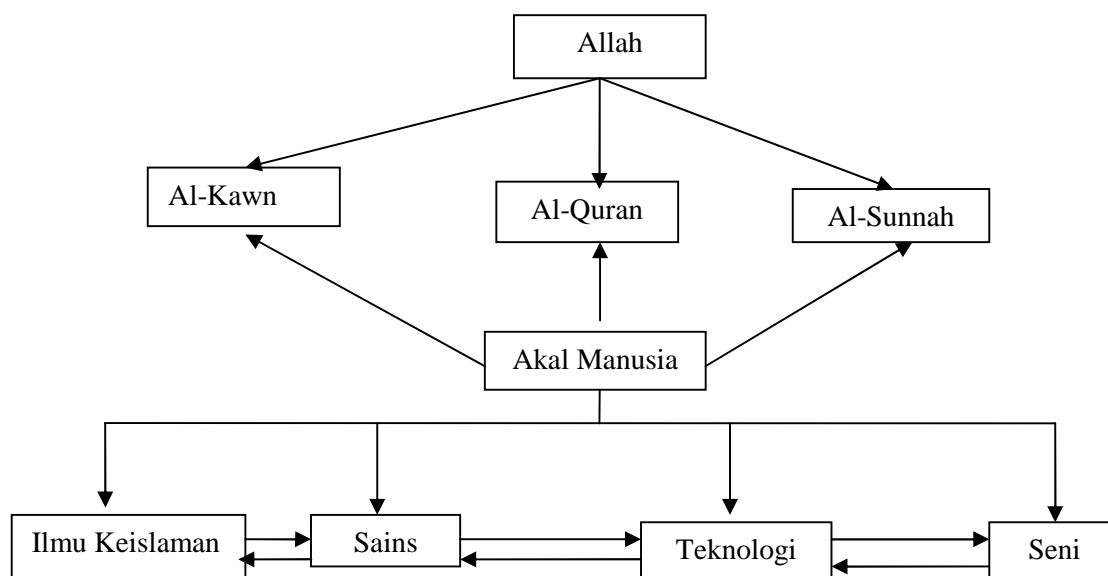 Allah
Al-Kawn
Al-Quran
Al-Sunnah
Akal Manusia
Ilmu Keislaman
Sains
Teknologi
Seni